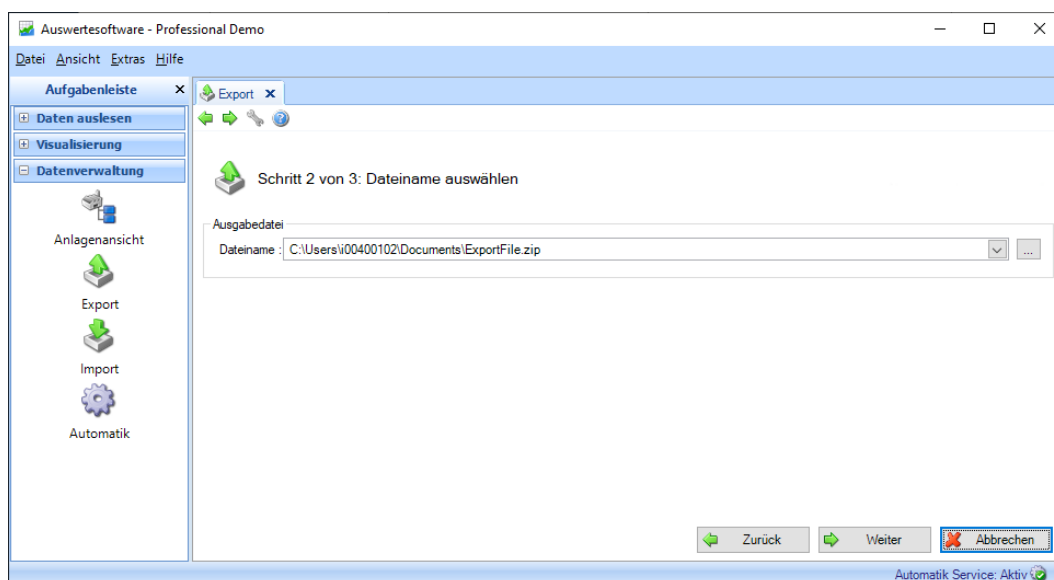 Auswertesoftware - Professional Demo
Datei Ansicht Extras Hilfe
Aufgabenleiste
Daten auslesen
Visualisierung
Datenverwaltung
Anlagenansicht
Export
Import
Automatik
Export
Schritt 2 von 3: Dateiname auswählen
Ausgabedatei
Dateiname : C:\Users\i00400102\Documents\ExportFile.zip ...
Zurück Weiter Abbrechen
Automatik Service: Aktiv